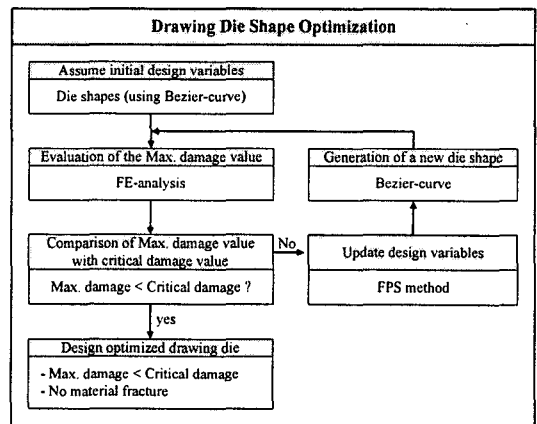 Drawing Die Shape Optimization
Assume initial design variables
Die shapes (using Bezier-curve)
Evaluation of the Max. damage value
FE-analysis
Generation of a new die shape
Bezier-curve
Comparison of Max. damage value
with critical damage value
Max. damage < Critical damage ?
No
Update design variables
FPS method
yes
Design optimized drawing die
- Max. damage < Critical damage
- No material fracture